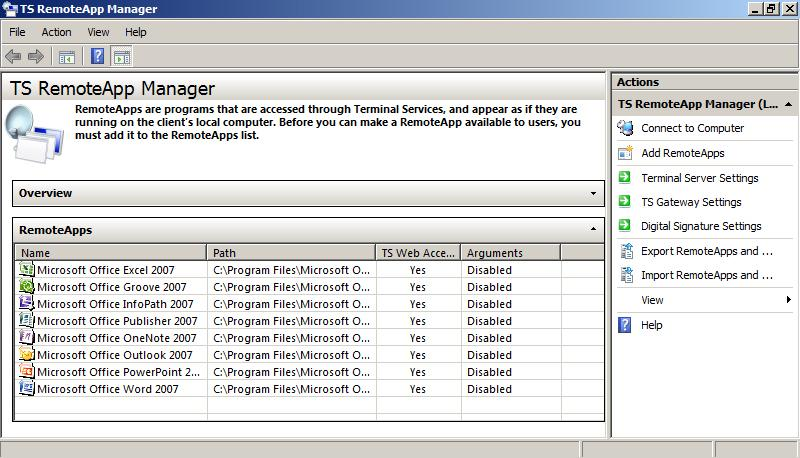 TS RemoteApp Manager
File Action View Help
TS RemoteApp Manager
RemoteApps are programs that are accessed through Terminal Services, and appear as if they are
running on the client's local computer. Before you can make a RemoteApp available to users, you
must add it to the RemoteApps list.
Overview
RemoteApps
Name Path TS Web Acce... Arguments
Microsoft Office Excel 2007 C:\Program Files\Microsoft O... Yes Disabled
Microsoft Office Groove 2007 C:\Program Files\Microsoft O... Yes Disabled
Microsoft Office InfoPath 2007 C:\Program Files\Microsoft O... Yes Disabled
Microsoft Office Publisher 2007 C:\Program Files\Microsoft O... Yes Disabled
Microsoft Office OneNote 2007 C:\Program Files\Microsoft O... Yes Disabled
Microsoft Office Outlook 2007 C:\Program Files\Microsoft O... Yes Disabled
Microsoft Office PowerPoint 2... C:\Program Files\Microsoft O... Yes Disabled
Microsoft Office Word 2007 C:\Program Files\Microsoft O... Yes Disabled
Actions
TS RemoteApp Manager (L...
Connect to Computer
Add RemoteApps
Terminal Server Settings
TS Gateway Settings
Digital Signature Settings
Export RemoteApps and ...
Import RemoteApps and ...
View
Help